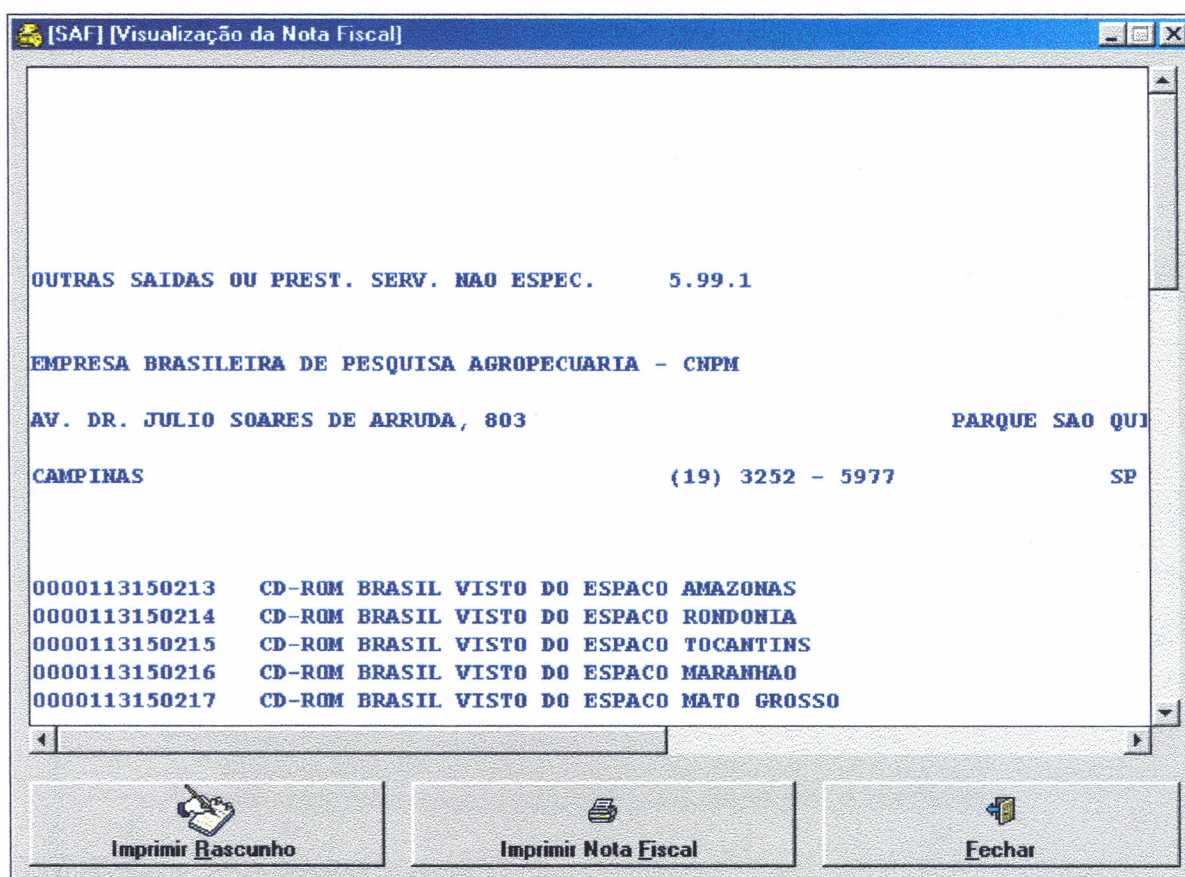 [SAF] [Visualização da Nota Fiscal]
OUTRAS SAIDAS OU PREST. SERV. NAO ESPEC. 5.99.1
EMPRESA BRASILEIRA DE PESQUISA AGROPECUARIA - CNPM
AV. DR. JULIO SOARES DE ARRUDA, 803 PARQUE SAO QUI
CAMPINAS (19) 3252 - 5977 SP
0000113150213 CD-ROM BRASIL VISTO DO ESPACO AMAZONAS
0000113150214 CD-ROM BRASIL VISTO DO ESPACO RONDONIA
0000113150215 CD-ROM BRASIL VISTO DO ESPACO TOCANTINS
0000113150216 CD-ROM BRASIL VISTO DO ESPACO MARANHAO
0000113150217 CD-ROM BRASIL VISTO DO ESPACO MATO GROSSO
Imprimir Rascunho Imprimir Nota Fiscal Fechar